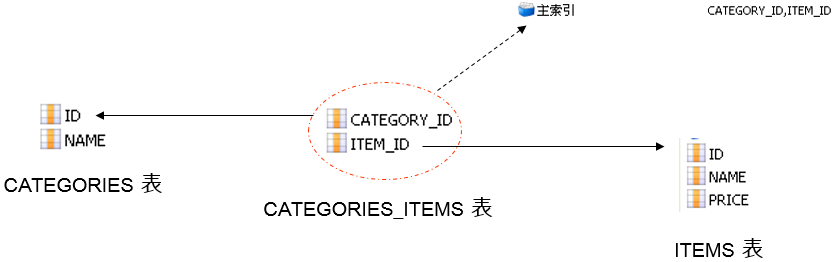 主索引
CATEGORY_ID,ITEM_ID
ID
NAME
CATEGORIES 表
CATEGORY_ID
ITEM_ID
CATEGORIES_ITEMS 表
ID
NAME
PRICE
ITEMS 表